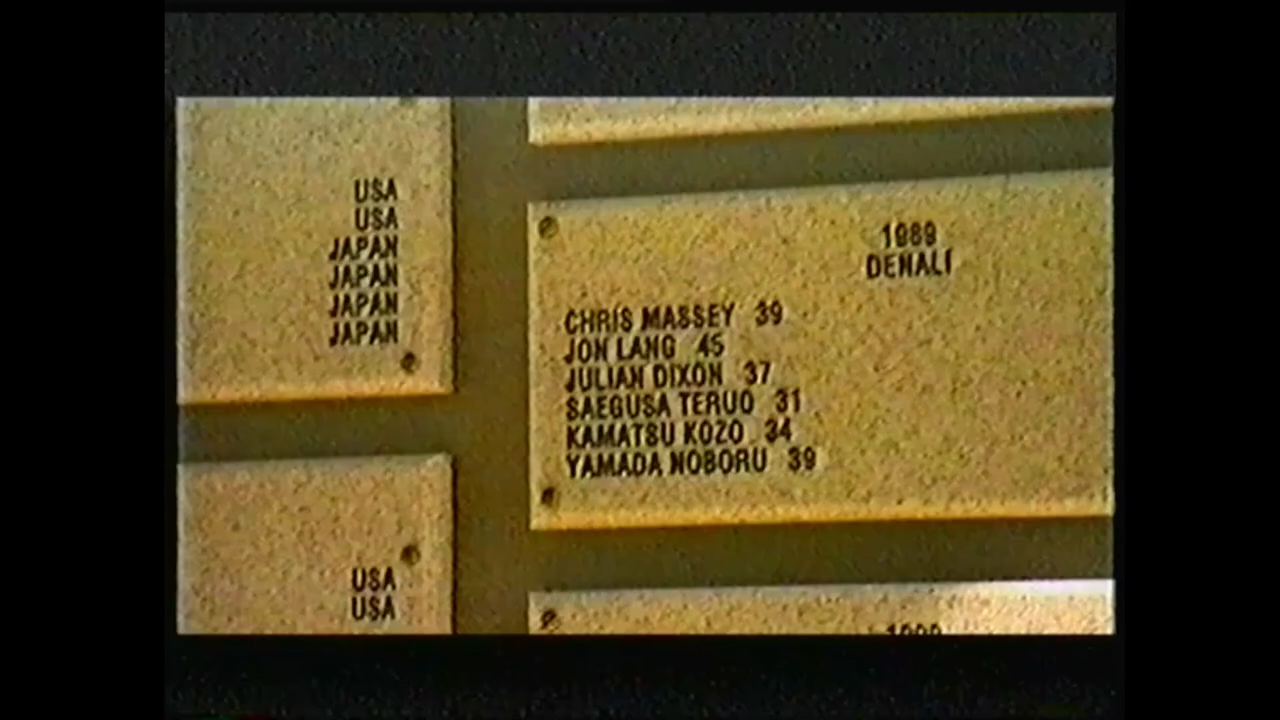 USA
USA
JAPAN
JAPAN
JAPAN
JAPAN
USA
USA
1989
DENALI
CHRIS MASSEY 39
JON LANG 45
JULIAN DIXON 37
SAEGUSA TERUO 31
KAMATSU KOZO 34
YAMADA NOBORU 39